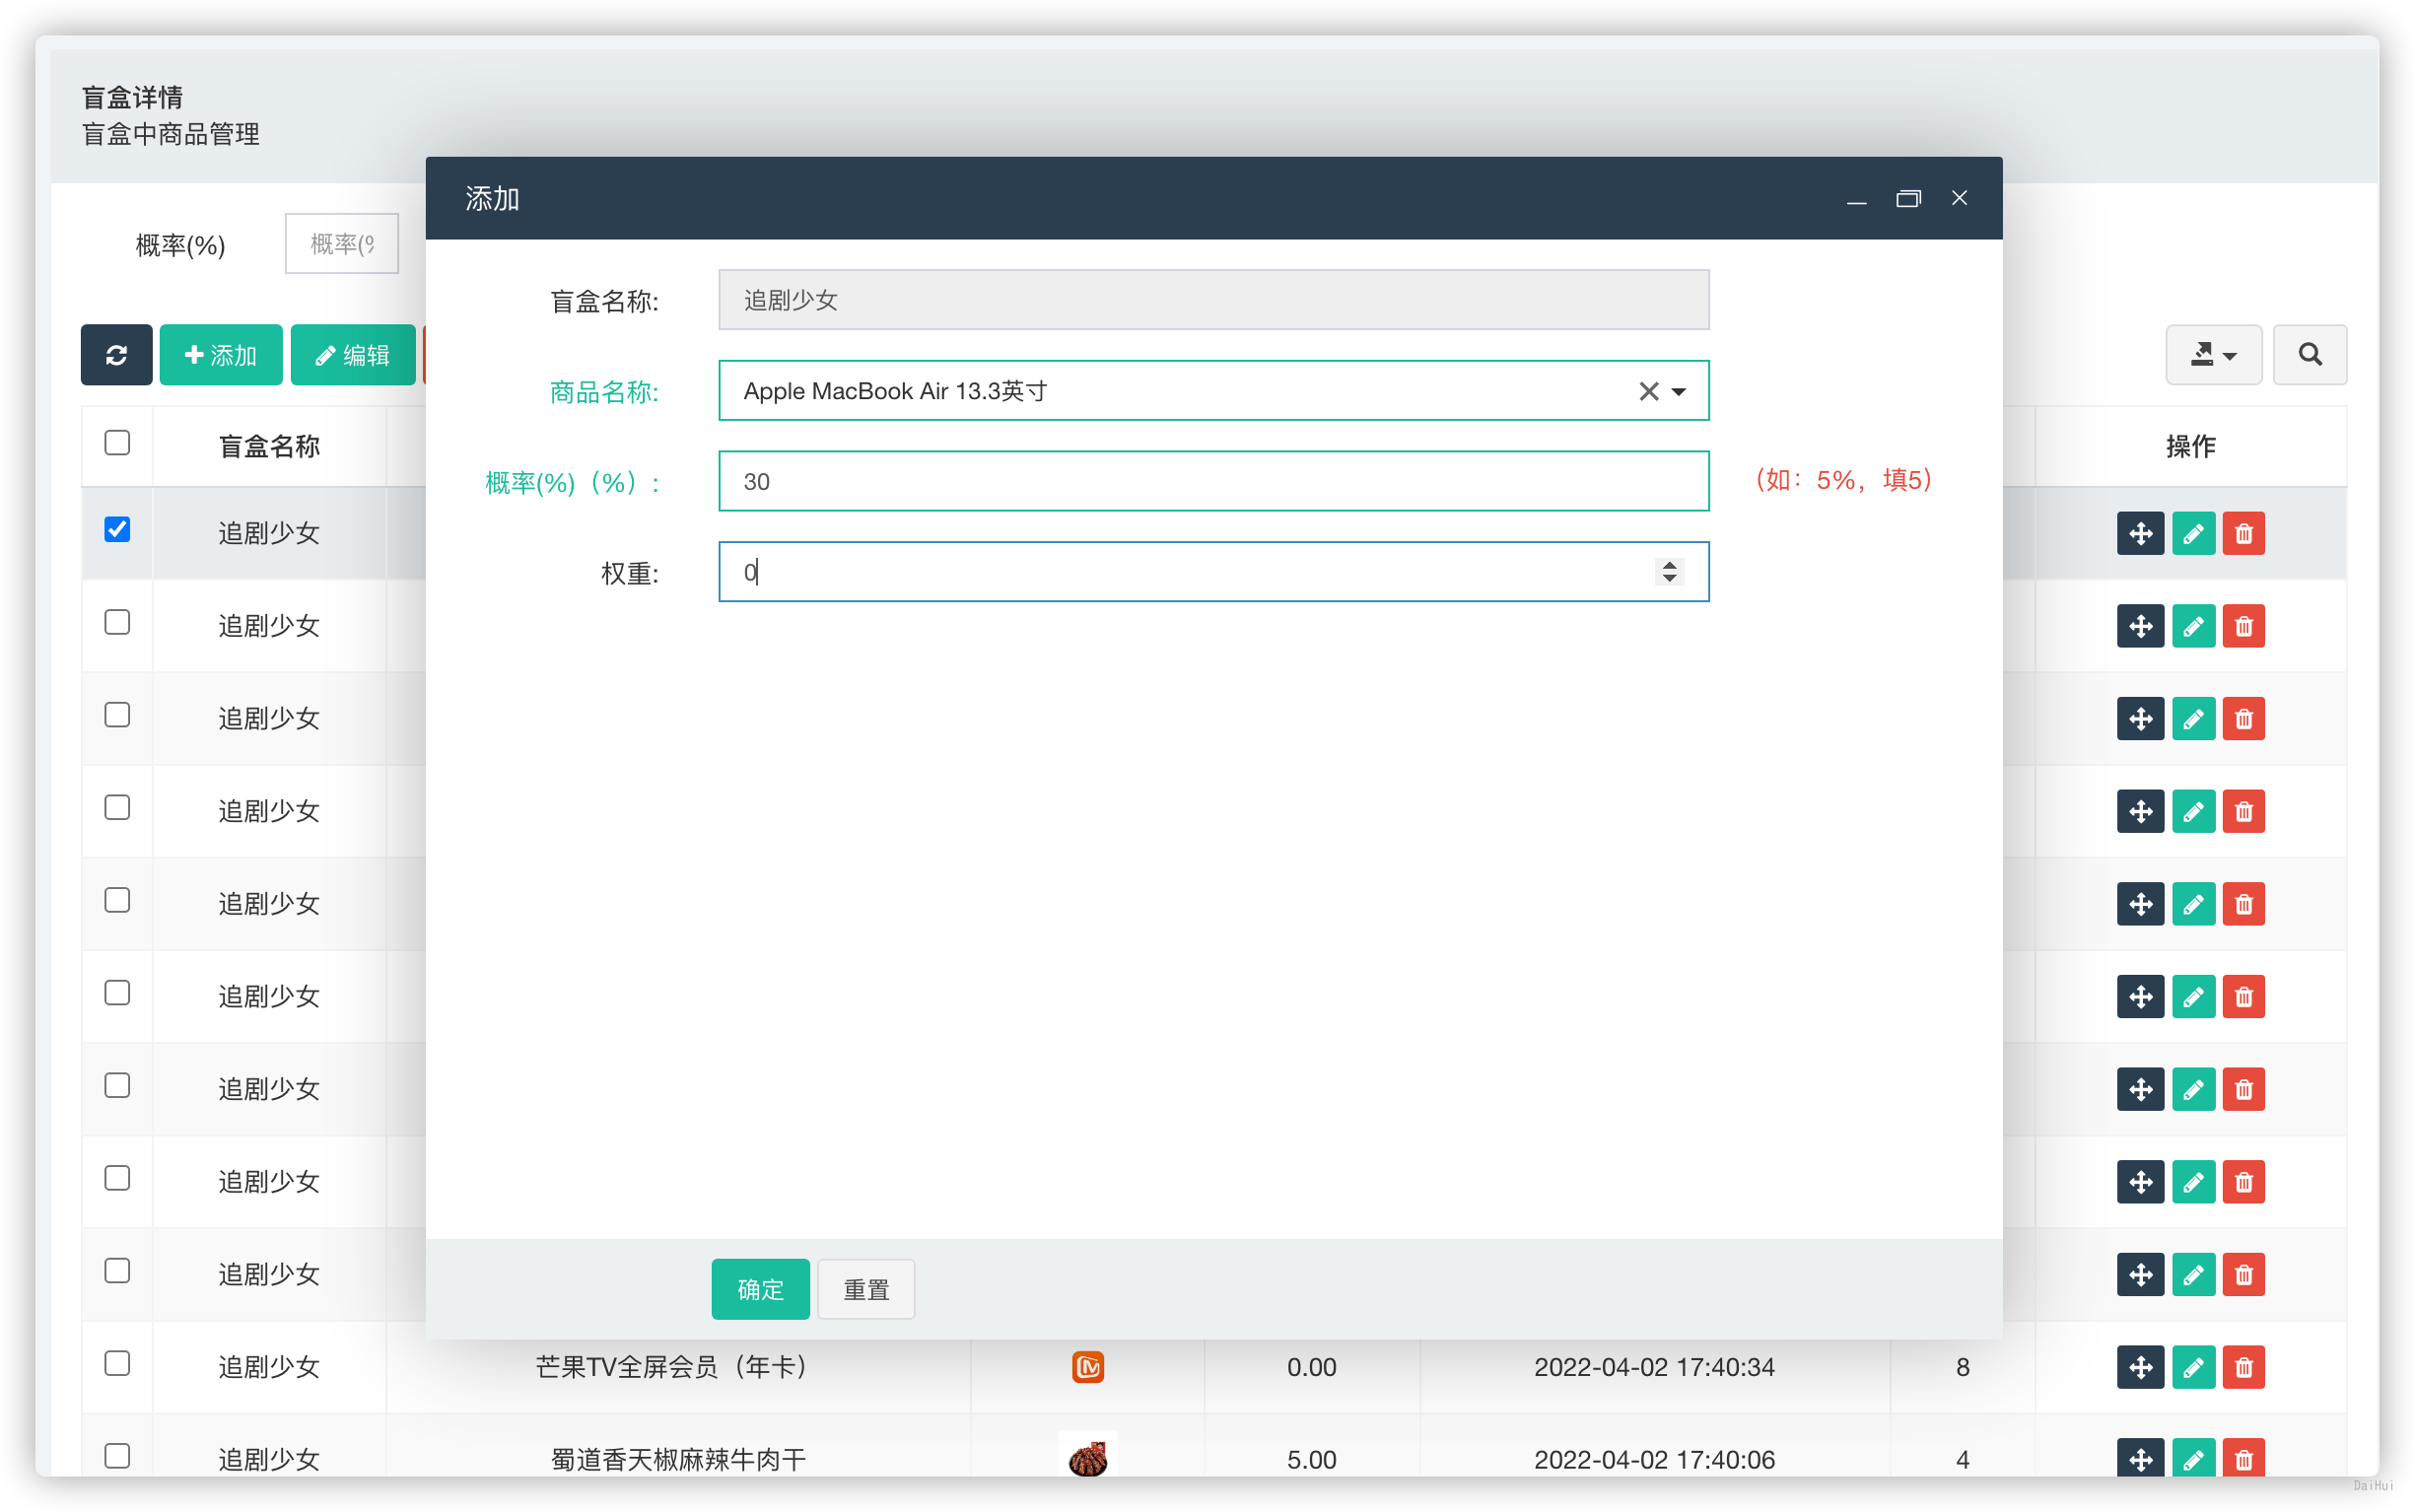 盲盒详情
盲盒中商品管理
概率(%)
概率(%
添加
编辑
添加
盲盒名称:
追剧少女
商品名称:
Apple MacBook Air 13.3英寸
概率(%)（%）:
30
（如：5%，填5）
权重:
0
确定
重置
盲盒名称
操作
追剧少女
追剧少女
追剧少女
追剧少女
追剧少女
追剧少女
追剧少女
追剧少女
追剧少女
追剧少女 芒果TV全屏会员（年卡） 0.00 2022-04-02 17:40:34 8
追剧少女 蜀道香天椒麻辣牛肉干 5.00 2022-04-02 17:40:06 4
DaiHui